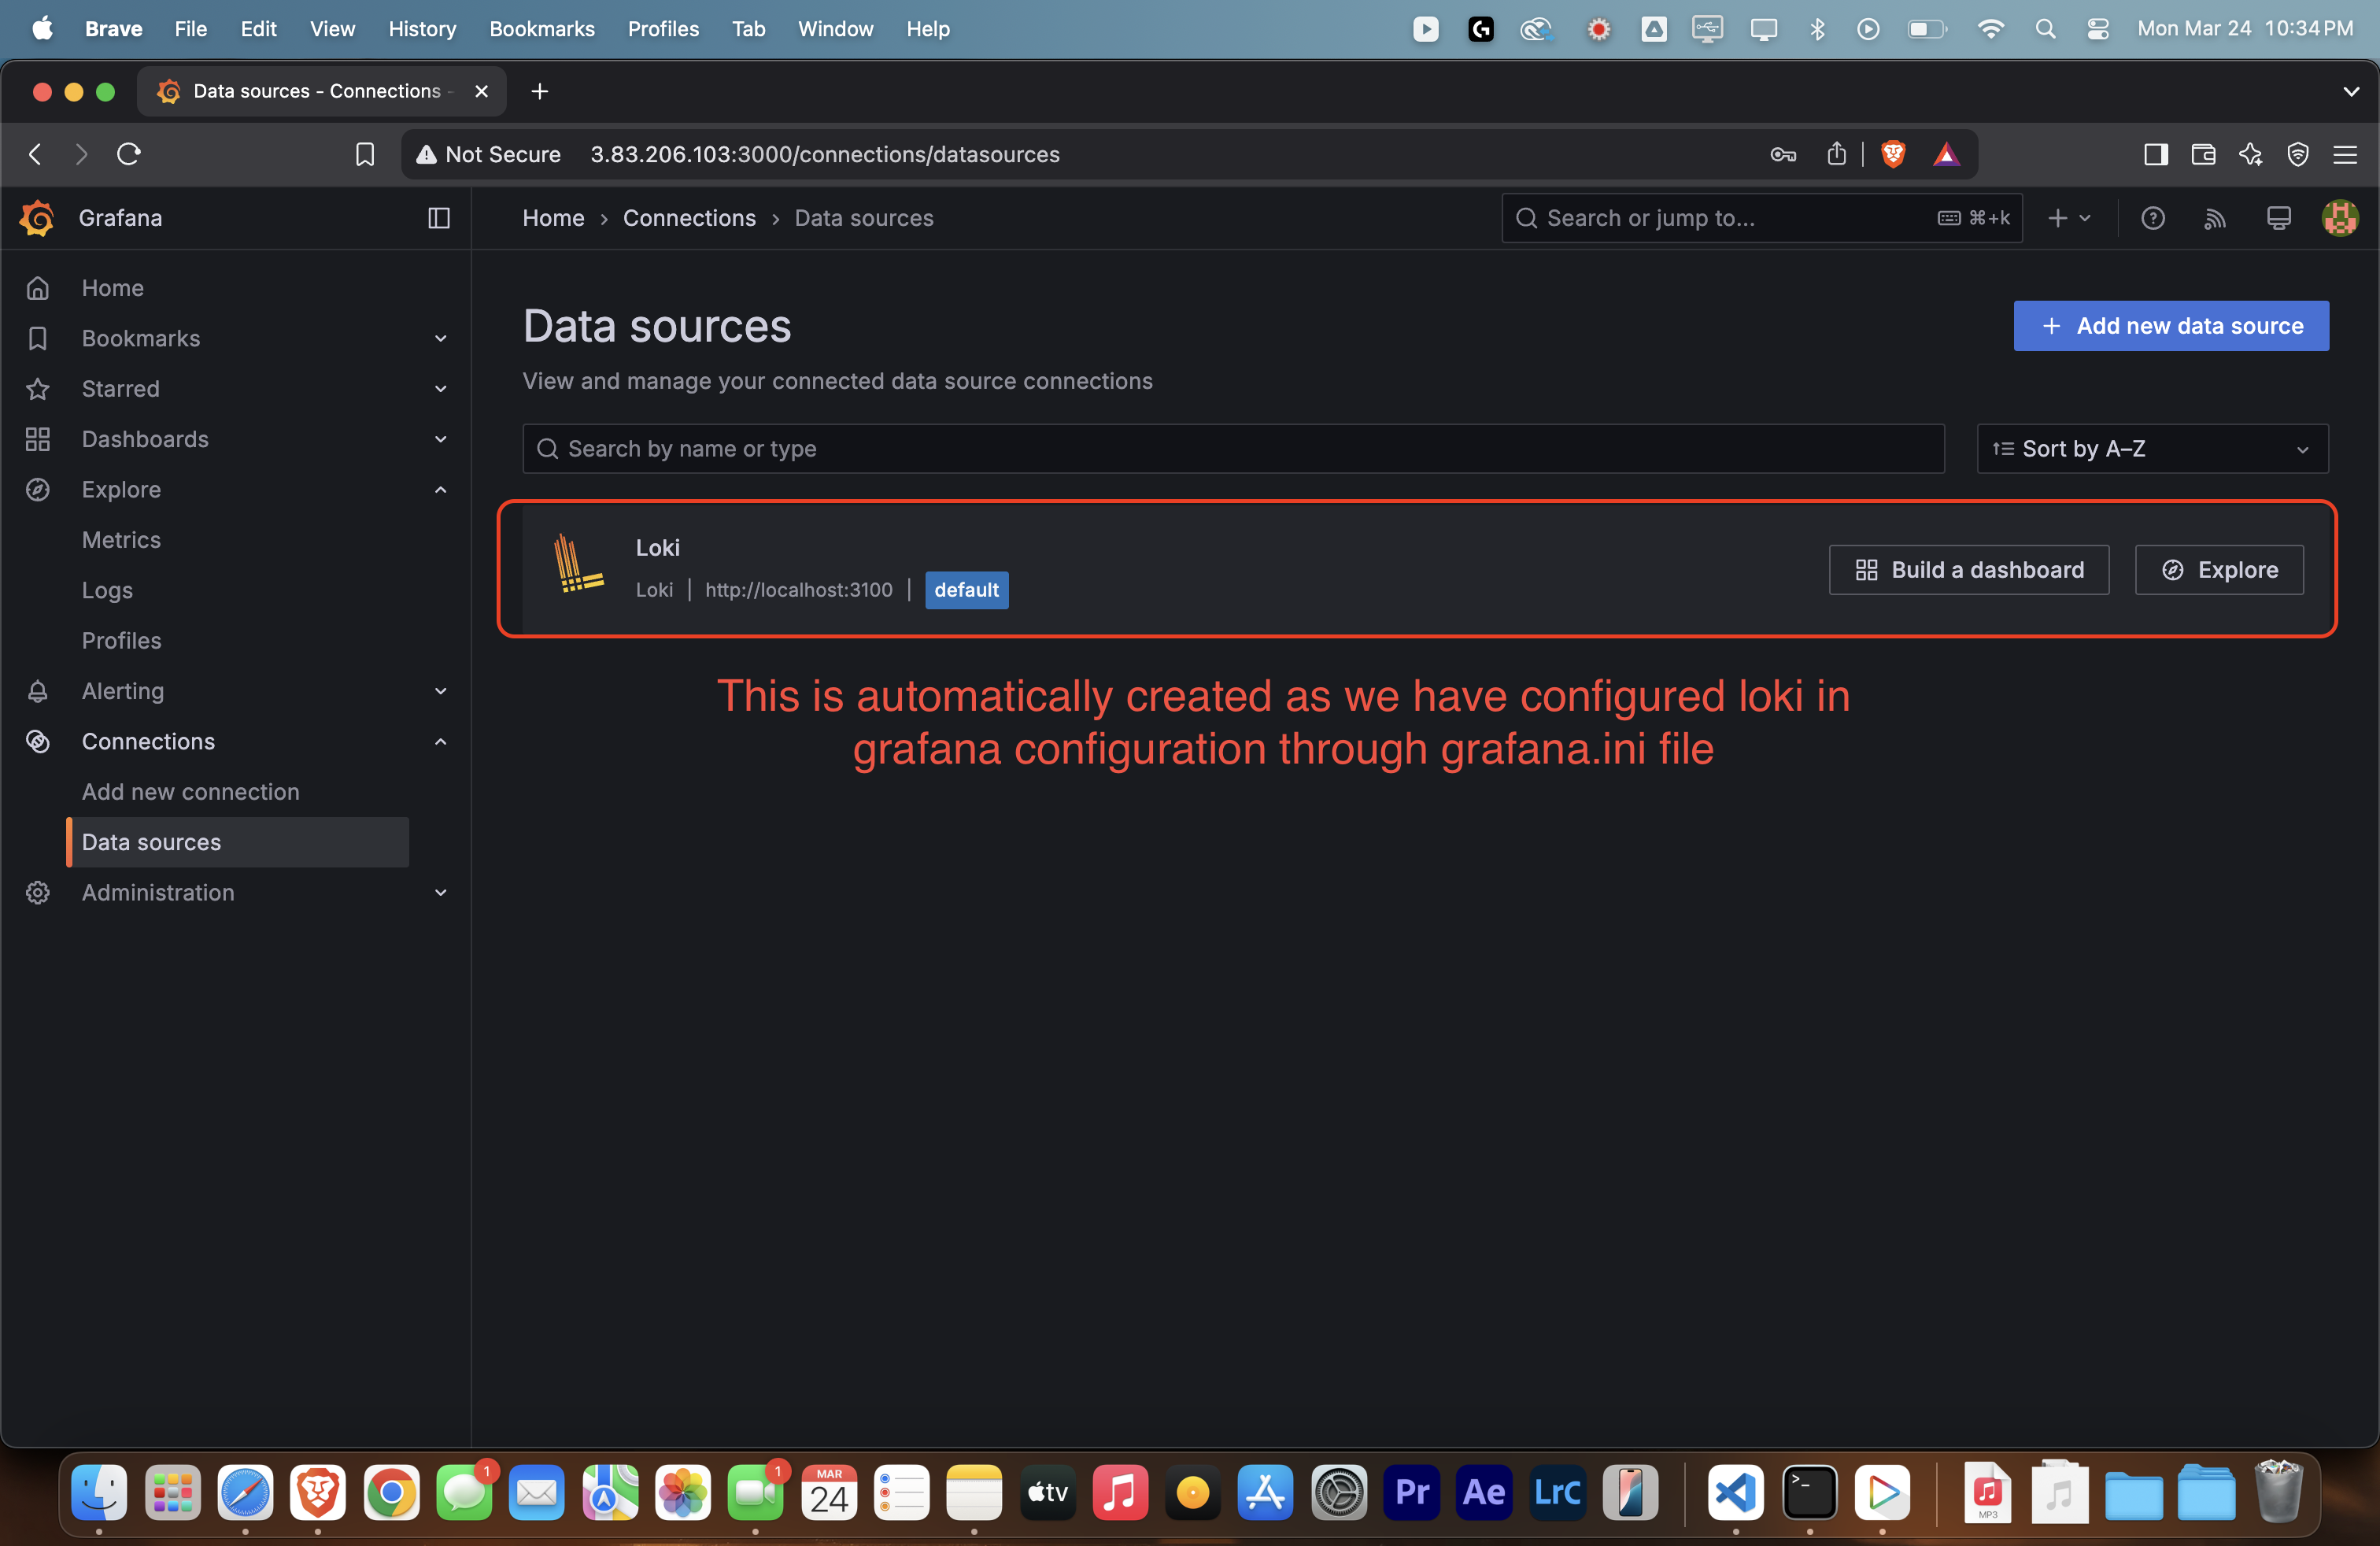 Brave File Edit View History Bookmarks Profiles Tab Window Help Mon Mar 24 10:34 PM
Data sources - Connections -
Not Secure 3.83.206.103:3000/connections/datasources
Grafana
Home › Connections › Data sources
Search or jump to... ⌘+k
Home
Bookmarks
Starred
Dashboards
Explore
Metrics
Logs
Profiles
Alerting
Connections
Add new connection
Data sources
Administration
Data sources
+ Add new data source
View and manage your connected data source connections
Search by name or type
Sort by A–Z
Loki
Loki | http://localhost:3100 | default
Build a dashboard
Explore
This is automatically created as we have configured loki in
grafana configuration through grafana.ini file
1
1
MAR
24
tv
Pr
Ae
LrC
>_
MP3